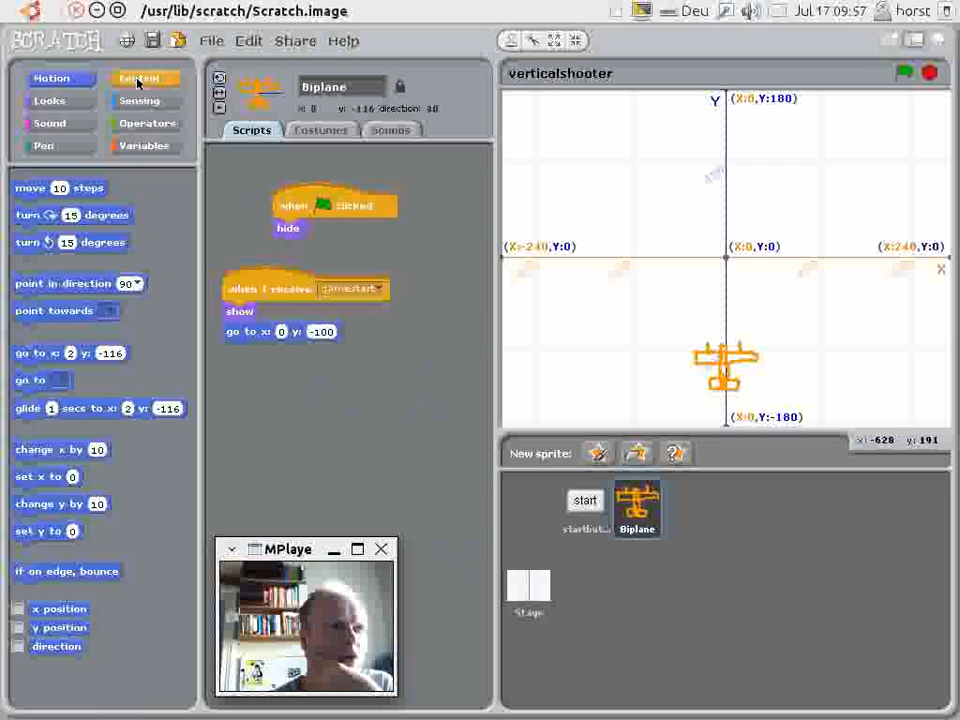 /usr/lib/scratch/Scratch.image
Deu
Jul 17 09:57
horst
SCRATCH
File Edit Share Help
Motion
Control
Looks
Sensing
Sound
Operators
Pen
Variables
Biplane
x: 0 y: -116 direction:
Scripts Costumes Sounds
verticalshooter
move 10 steps
turn 15 degrees
turn 15 degrees
point in direction 90
point towards
go to x: 2 y: -116
go to
glide 1 secs to x: 2 y: -116
change x by 10
set x to 0
change y by 10
set y to 0
if on edge, bounce
x position
y position
direction
when clicked
hide
when I receive gamestart
show
go to x: 0 y: -100
MPlaye
Y
(X:0,Y:180)
(X:-240,Y:0)
(X:0,Y:0)
(X:240,Y:0)
X
(X:0,Y:-180)
x: -628 y: 191
New sprite:
start
startbut...
Biplane
Stage